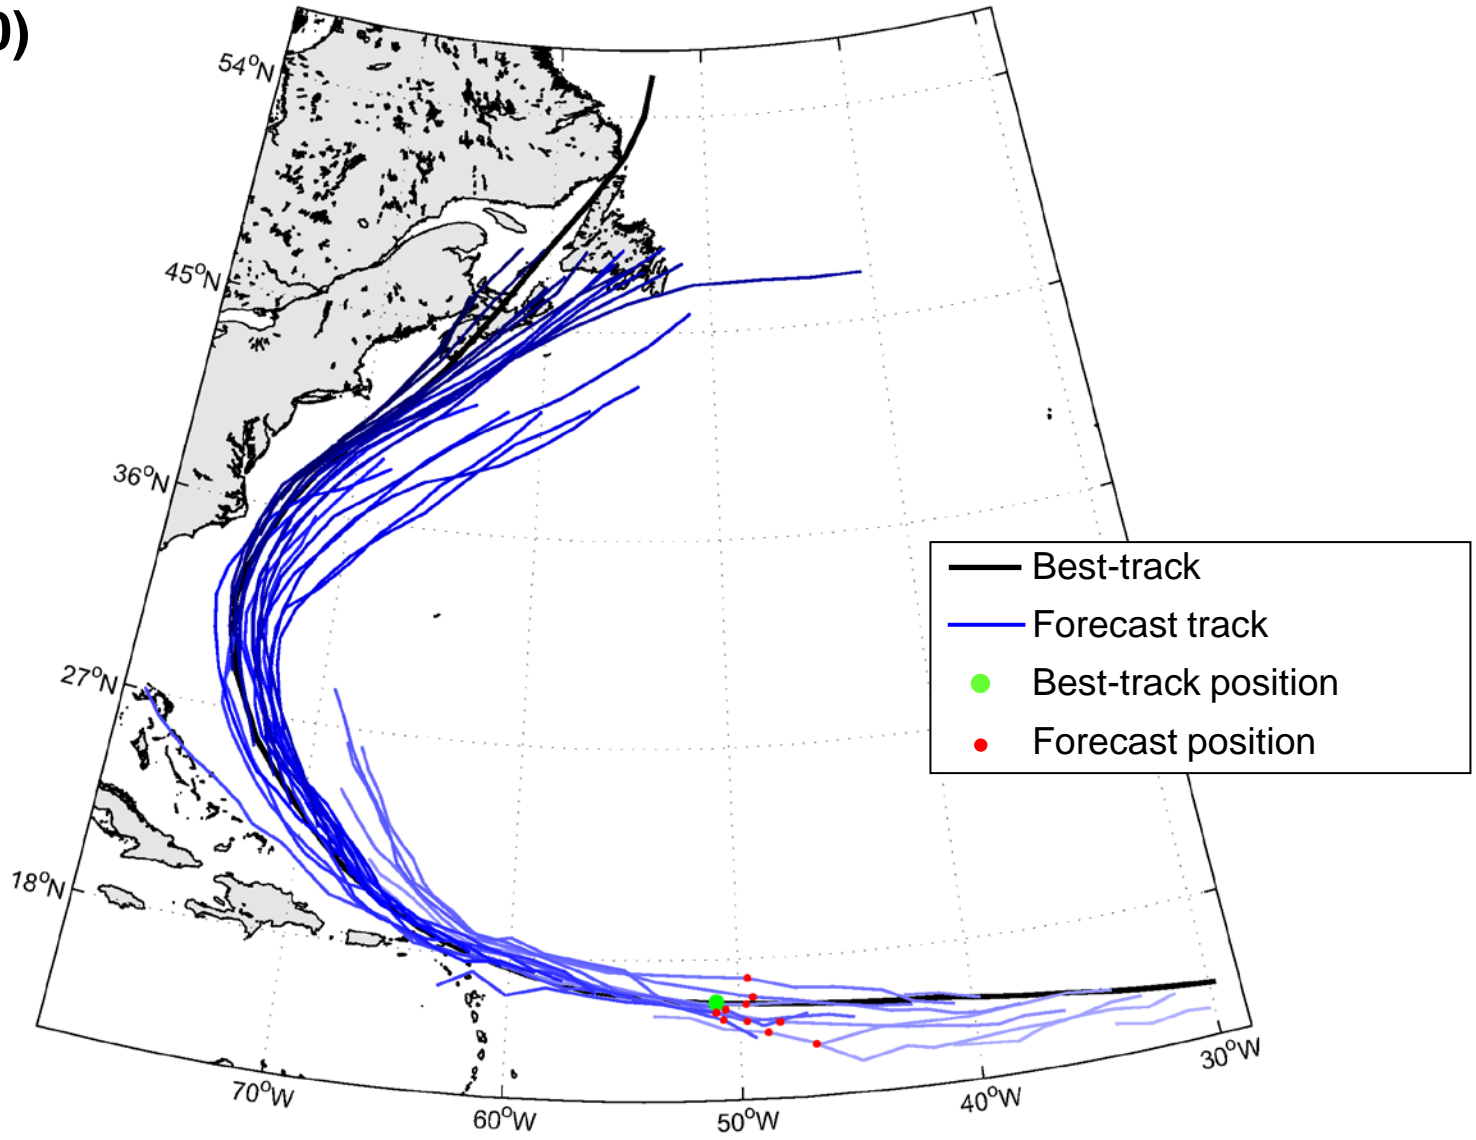 0)
54°N
45°N
36°N
27°N
18°N
Best-track
Forecast track
Best-track position
Forecast position
70°W
60°W
50°W
40°W
30°W